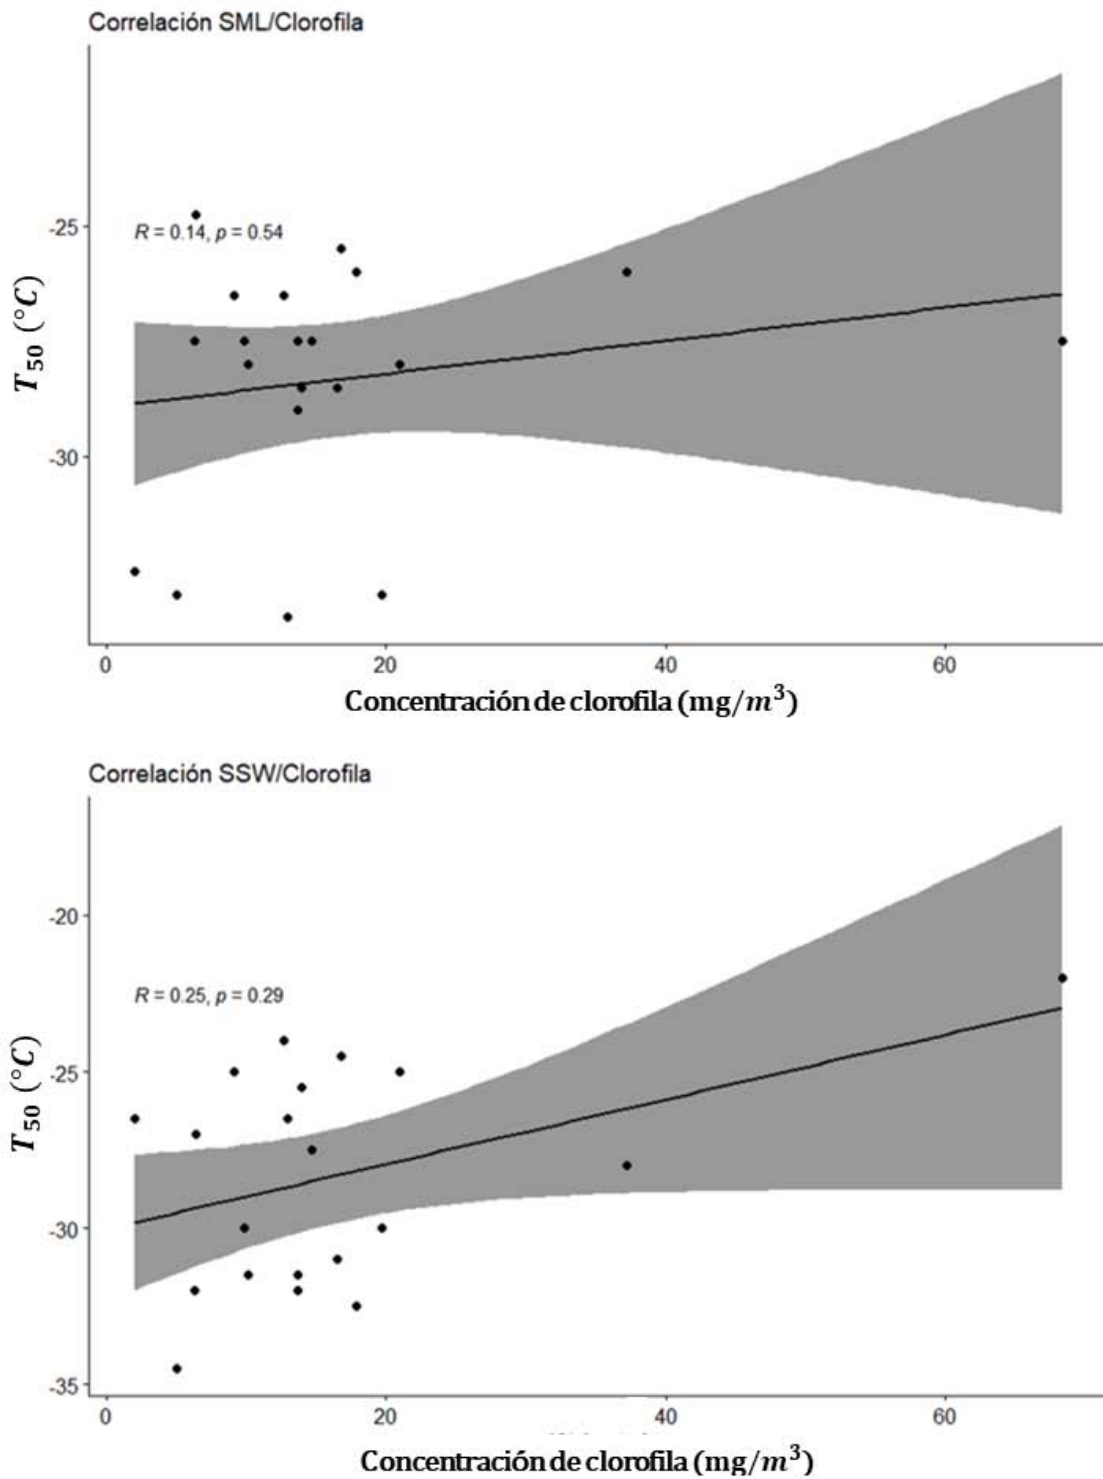 Correlación SML/Clorofila
R = 0.14, p = 0.54
-25
-30
T₅₀ (°C)
0 20 40 60
Concentración de clorofila (mg/m³)
Correlación SSW/Clorofila
-20
R = 0.25, p = 0.29
-25
-30
-35
T₅₀ (°C)
0 20 40 60
Concentración de clorofila (mg/m³)